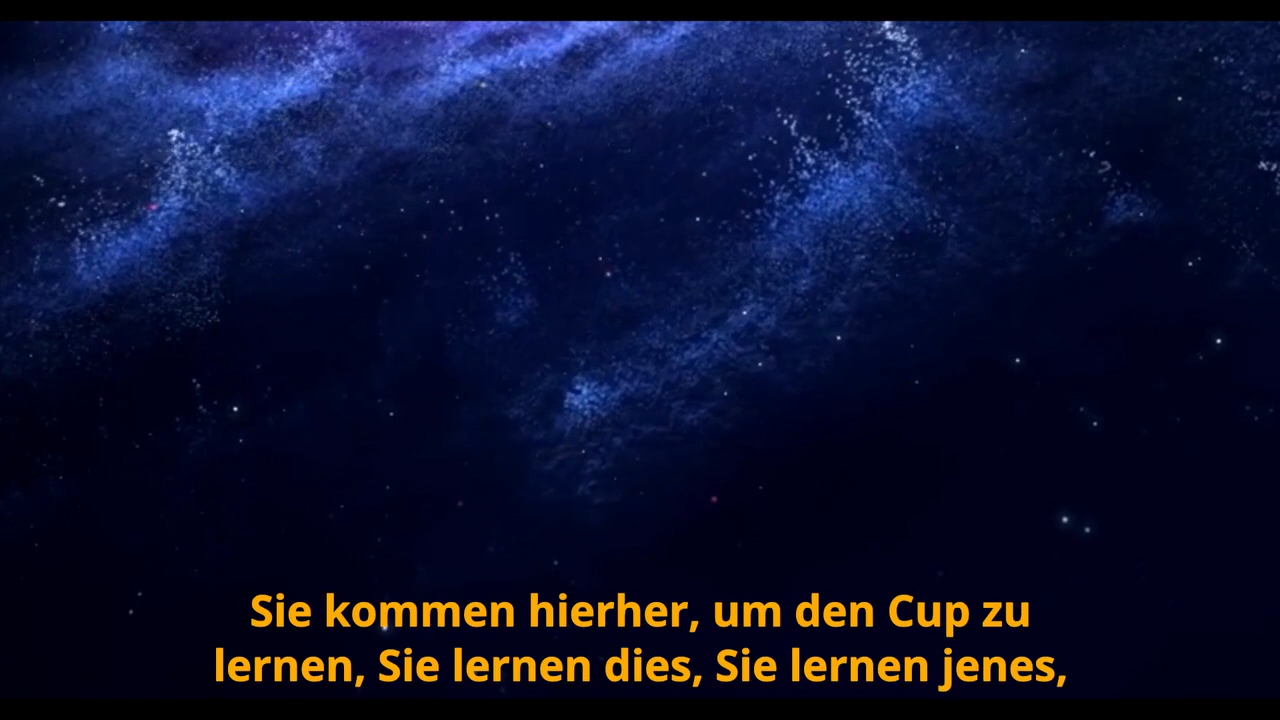 Sie kommen hierher, um den Cup zu
lernen, Sie lernen dies, Sie lernen jenes,